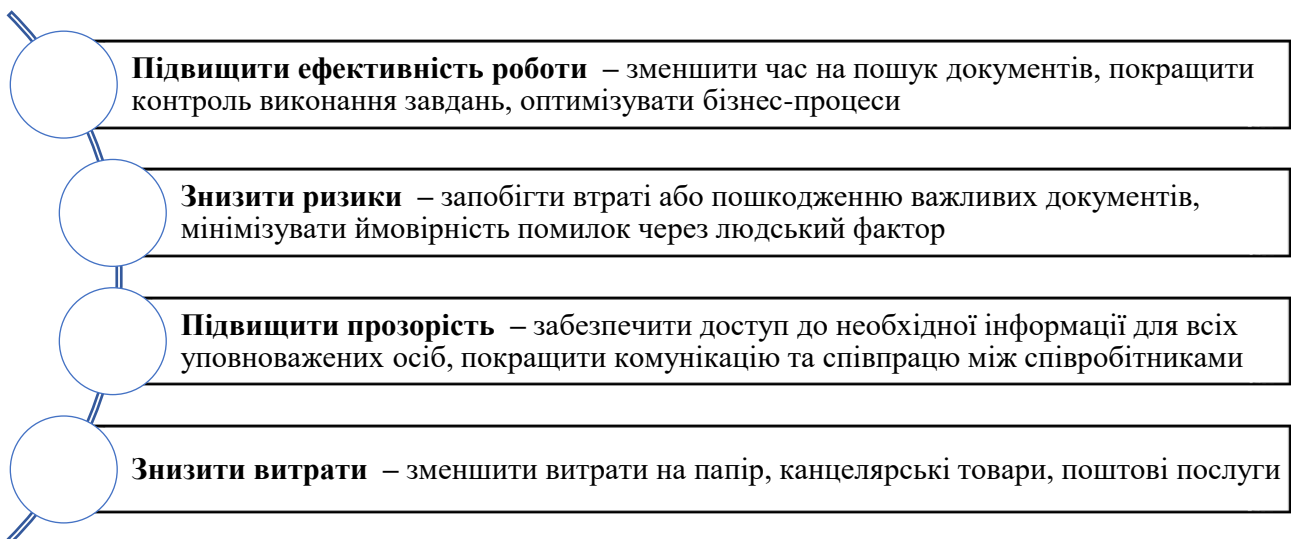 Підвищити ефективність роботи – зменшити час на пошук документів, покращити
контроль виконання завдань, оптимізувати бізнес-процеси
Знизити ризики – запобігти втраті або пошкодженню важливих документів,
мінімізувати ймовірність помилок через людський фактор
Підвищити прозорість – забезпечити доступ до необхідної інформації для всіх
уповноважених осіб, покращити комунікацію та співпрацю між співробітниками
Знизити витрати – зменшити витрати на папір, канцелярські товари, поштові послуги